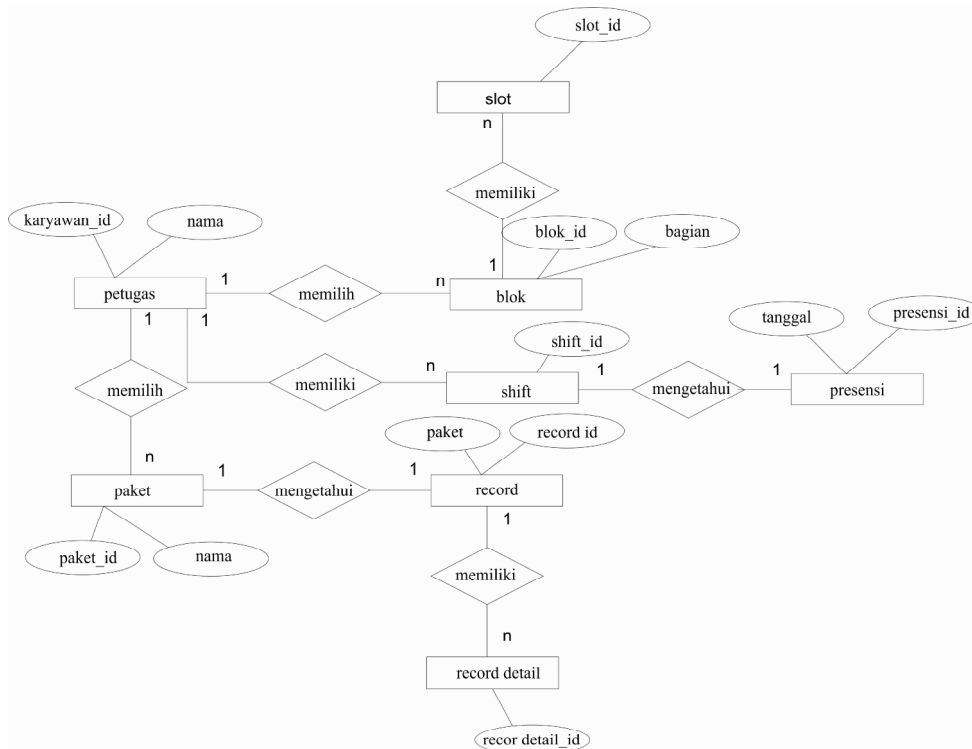 slot_id
slot
n
memiliki
karyawan_id
nama
blok_id
bagian
1
petugas
1
memilih
n
blok
1
1
tanggal
presensi_id
shift_id
memilih
memiliki
n
shift
1
mengetahui
1
presensi
paket
record id
n
paket
1
mengetahui
1
record
1
paket_id
nama
memiliki
n
record detail
recor detail_id